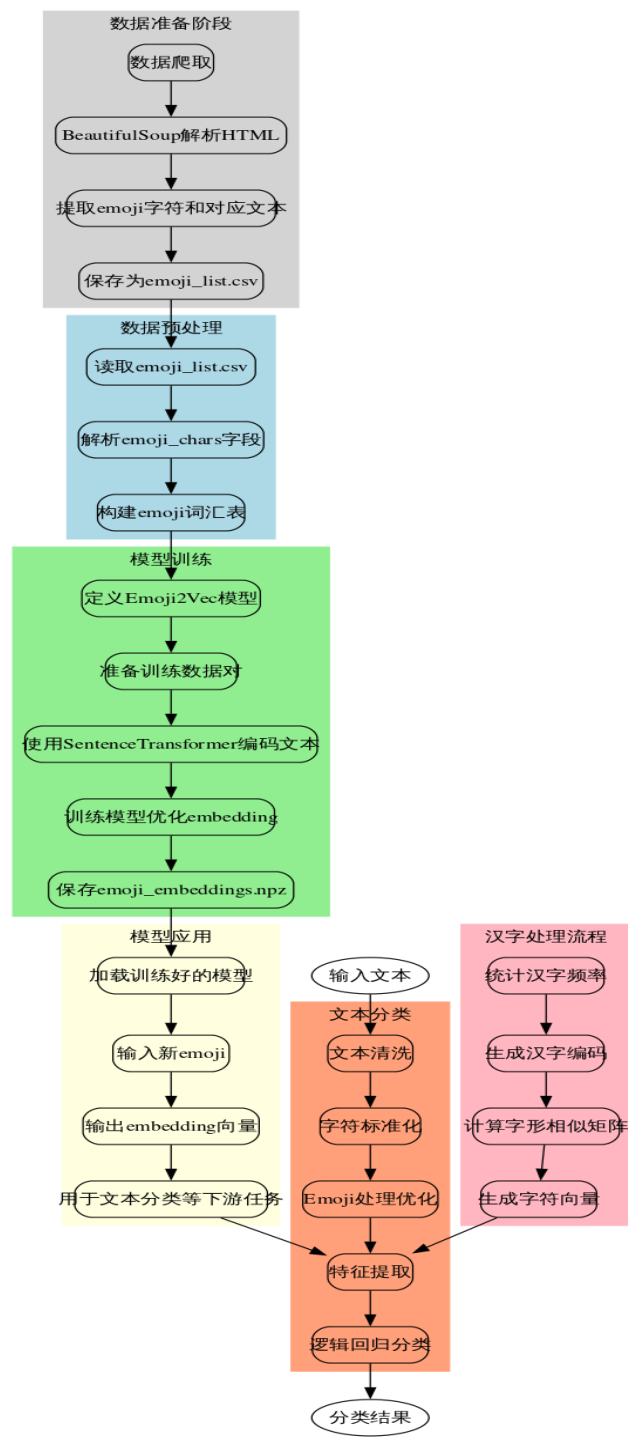 数据准备阶段
数据爬取
BeautifulSoup解析HTML
提取emoji字符和对应文本
保存为emoji_list.csv
数据预处理
读取emoji_list.csv
解析emoji_chars字段
构建emoji词汇表
模型训练
定义Emoji2Vec模型
准备训练数据对
使用SentenceTransformer编码文本
训练模型优化embedding
保存emoji_embeddings.npz
模型应用
加载训练好的模型
输入新emoji
输出embedding向量
用于文本分类等下游任务
输入文本
文本分类
文本清洗
字符标准化
Emoji处理优化
特征提取
逻辑回归分类
分类结果
汉字处理流程
统计汉字频率
生成汉字编码
计算字形相似矩阵
生成字符向量